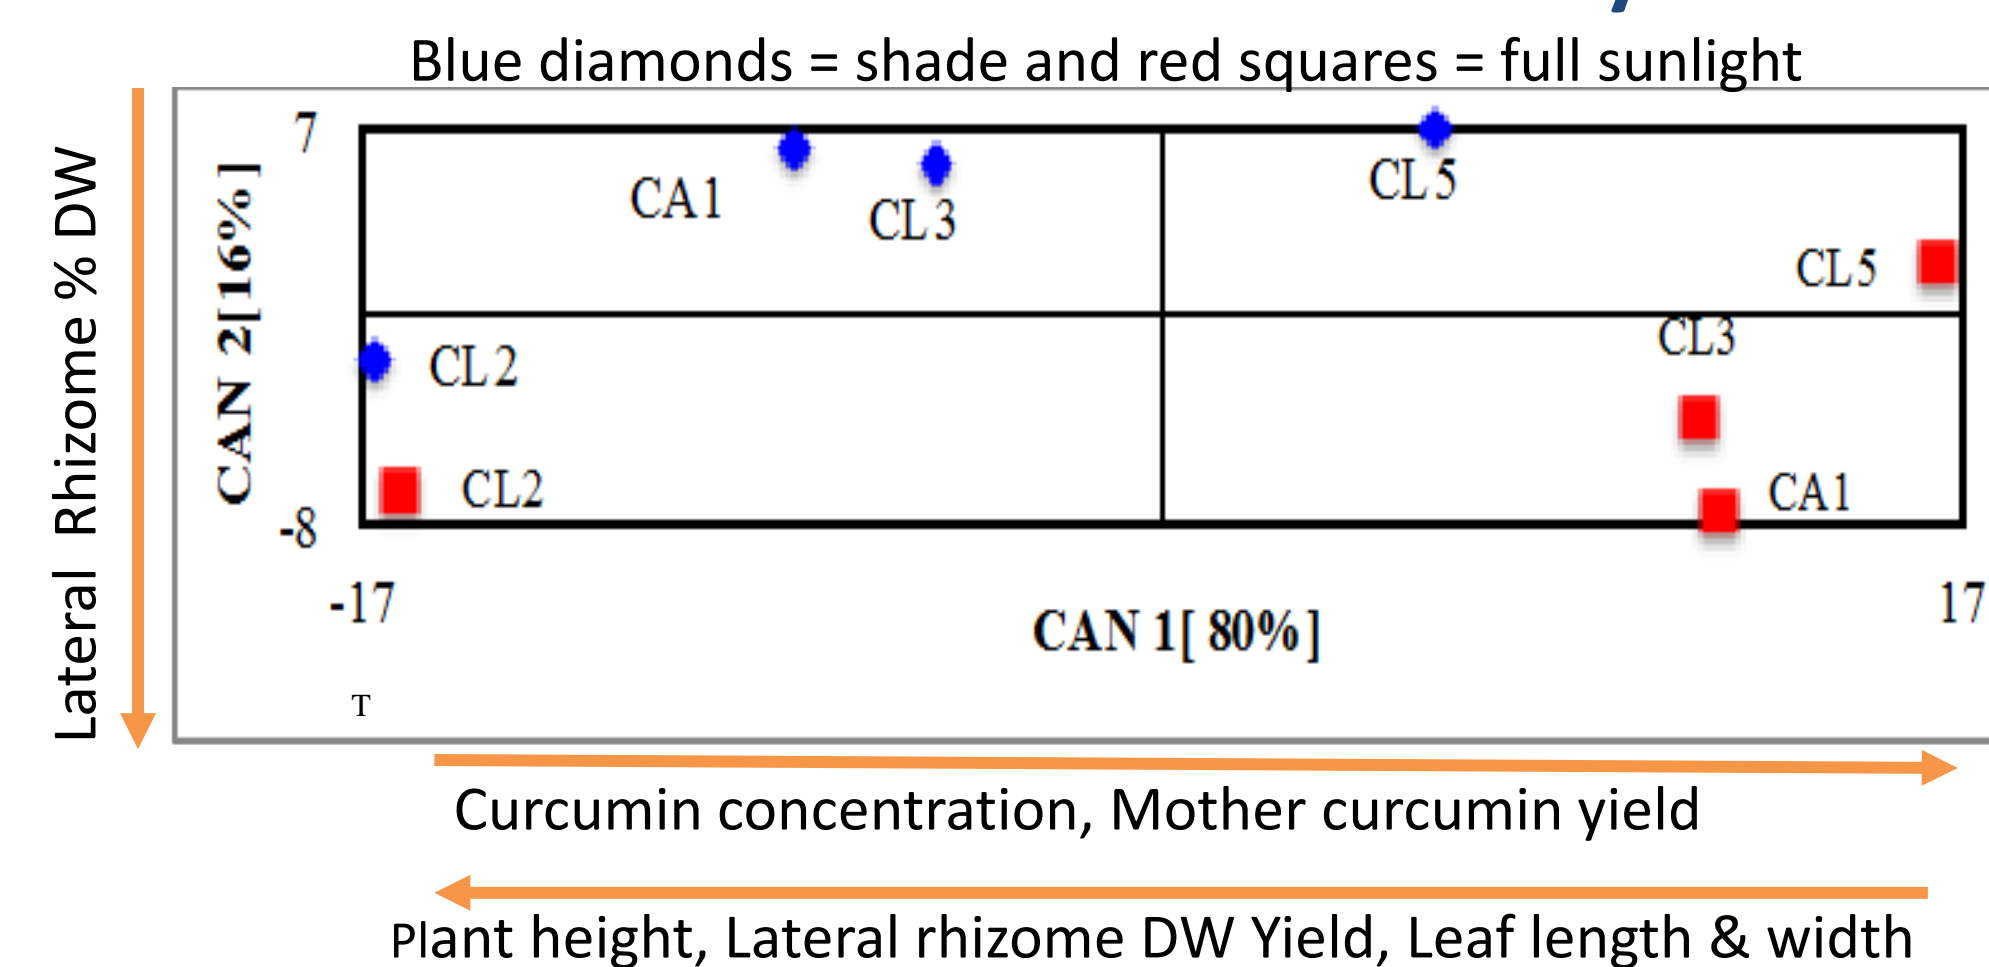 Blue diamonds = shade and red squares = full sunlight
7
CA1
CL3
CL5
CL5
CL3
CL2
CL2
CA1
-8
-17
17
CAN 2[16%]
CAN 1[ 80%]
T
Lateral Rhizome % DW
Curcumin concentration, Mother curcumin yield
Plant height, Lateral rhizome DW Yield, Leaf length & width